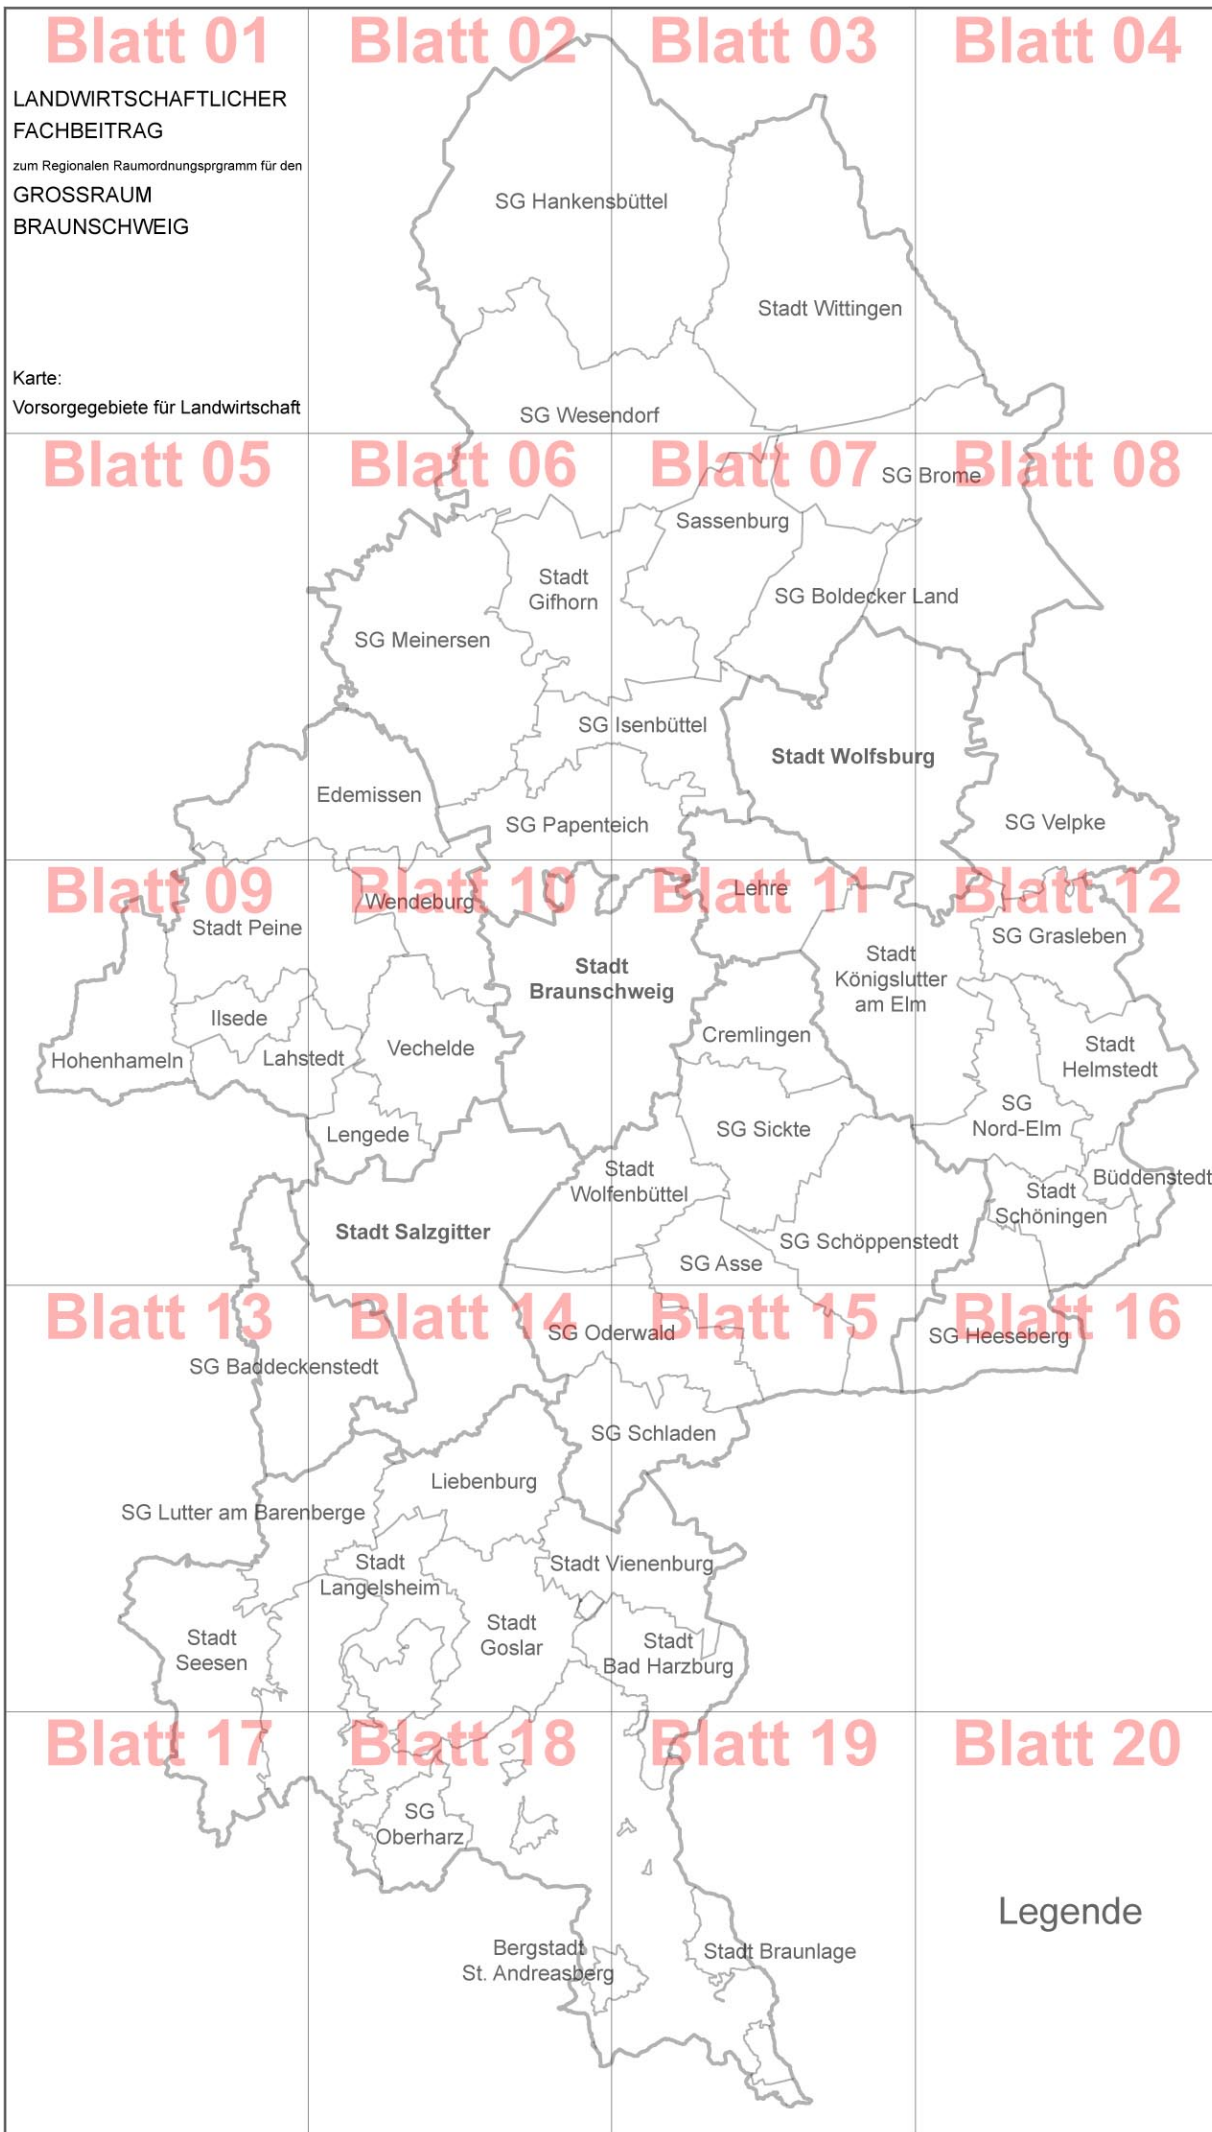 Blatt 01
Blatt 02
Blatt 03
Blatt 04
LANDWIRTSCHAFTLICHER
FACHBEITRAG
zum Regionalen Raumordnungsprgramm für den
GROSSRAUM
BRAUNSCHWEIG
SG Hankensbüttel
Stadt Wittingen
Karte:
Vorsorgegebiete für Landwirtschaft
SG Wesendorf
Blatt 05
Blatt 06
Blatt 07
Blatt 08
SG Brome
Sassenburg
Stadt
Gifhorn
SG Boldecker Land
SG Meinersen
SG Isenbüttel
Stadt Wolfsburg
Edemissen
SG Papenteich
SG Velpke
Blatt 09
Blatt 10
Blatt 11
Blatt 12
Lehre
Wendeburg
Stadt Peine
SG Grasleben
Stadt
Braunschweig
Stadt
Königslutter
am Elm
Ilsede
Cremlingen
Hohenhameln
Lahstedt
Vechelde
Stadt
Helmstedt
Lengede
SG Sickte
SG
Nord-Elm
Stadt
Wolfenbüttel
Büddenstedt
Stadt
Schöningen
Stadt Salzgitter
SG Schöppenstedt
SG Asse
Blatt 13
Blatt 14
Blatt 15
Blatt 16
SG Oderwald
SG Heeseberg
SG Baddeckenstedt
SG Schladen
Liebenburg
SG Lutter am Barenberge
Stadt
Langelsheim
Stadt Vienenburg
Stadt
Seesen
Stadt
Goslar
Stadt
Bad Harzburg
Blatt 17
Blatt 18
Blatt 19
Blatt 20
SG
Oberharz
Legende
Bergstadt
St. Andreasberg
Stadt Braunlage